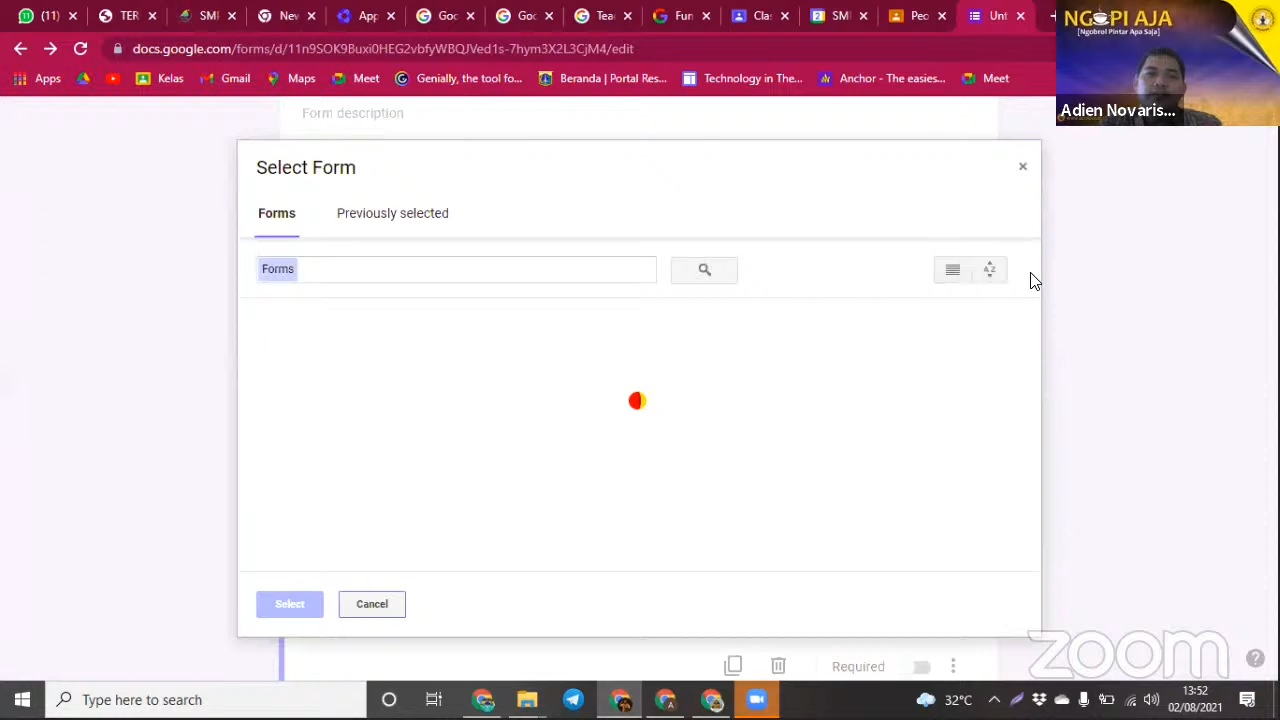 (11)
TER
SMI
Nev
App
Goc
Goc
Tea
Fun
Cla:
SMI
Peo
Unt
docs.google.com/forms/d/11n9SOK9Buxi0HEG2vbfyWBQJVed1s-7hym3X2L3CjM4/edit
Apps
Kelas
Gmail
Maps
Meet
Genially, the tool fo...
Beranda | Portal Res...
Technology in The...
Anchor - The easies...
Meet
NGOPI AJA
[Ngobrol Pintar Apa Saja]
Adien Novaris...
Form description
Select Form
Forms
Previously selected
Forms
Select
Cancel
Required
zoom
Type here to search
32°C
13:52
02/08/2021